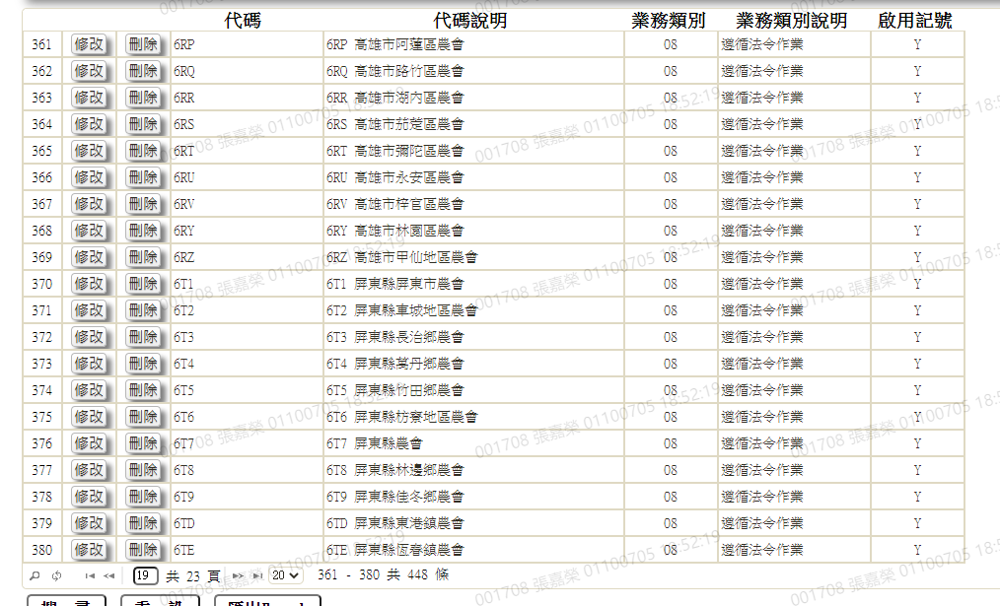 代碼 代碼說明 業務類別 業務類別說明 啟用記號
361 修改 刪除 6RP 6RP 高雄市阿蓮區農會 08 遵循法令作業 Y
362 修改 刪除 6RQ 6RQ 高雄市路竹區農會 08 遵循法令作業 Y
363 修改 刪除 6RR 6RR 高雄市湖內區農會 08 遵循法令作業 Y
364 修改 刪除 6RS 6RS 高雄市茄萣區農會 08 遵循法令作業 Y
365 修改 刪除 6RT 6RT 高雄市彌陀區農會 08 遵循法令作業 Y
366 修改 刪除 6RU 6RU 高雄市永安區農會 08 遵循法令作業 Y
367 修改 刪除 6RV 6RV 高雄市梓官區農會 08 遵循法令作業 Y
368 修改 刪除 6RY 6RY 高雄市林園區農會 08 遵循法令作業 Y
369 修改 刪除 6RZ 6RZ 高雄市甲仙地區農會 08 遵循法令作業 Y
370 修改 刪除 6T1 6T1 屏東縣屏東市農會 08 遵循法令作業 Y
371 修改 刪除 6T2 6T2 屏東縣車城地區農會 08 遵循法令作業 Y
372 修改 刪除 6T3 6T3 屏東縣長治鄉農會 08 遵循法令作業 Y
373 修改 刪除 6T4 6T4 屏東縣萬丹鄉農會 08 遵循法令作業 Y
374 修改 刪除 6T5 6T5 屏東縣竹田鄉農會 08 遵循法令作業 Y
375 修改 刪除 6T6 6T6 屏東縣枋寮地區農會 08 遵循法令作業 Y
376 修改 刪除 6T7 6T7 屏東縣農會 08 遵循法令作業 Y
377 修改 刪除 6T8 6T8 屏東縣林邊鄉農會 08 遵循法令作業 Y
378 修改 刪除 6T9 6T9 屏東縣佳冬鄉農會 08 遵循法令作業 Y
379 修改 刪除 6TD 6TD 屏東縣東港鎮農會 08 遵循法令作業 Y
380 修改 刪除 6TE 6TE 屏東縣恆春鎮農會 08 遵循法令作業 Y
19 共 23 頁 20 361 - 380 共 448 條
001708 張嘉榮 01100705 18:52:19